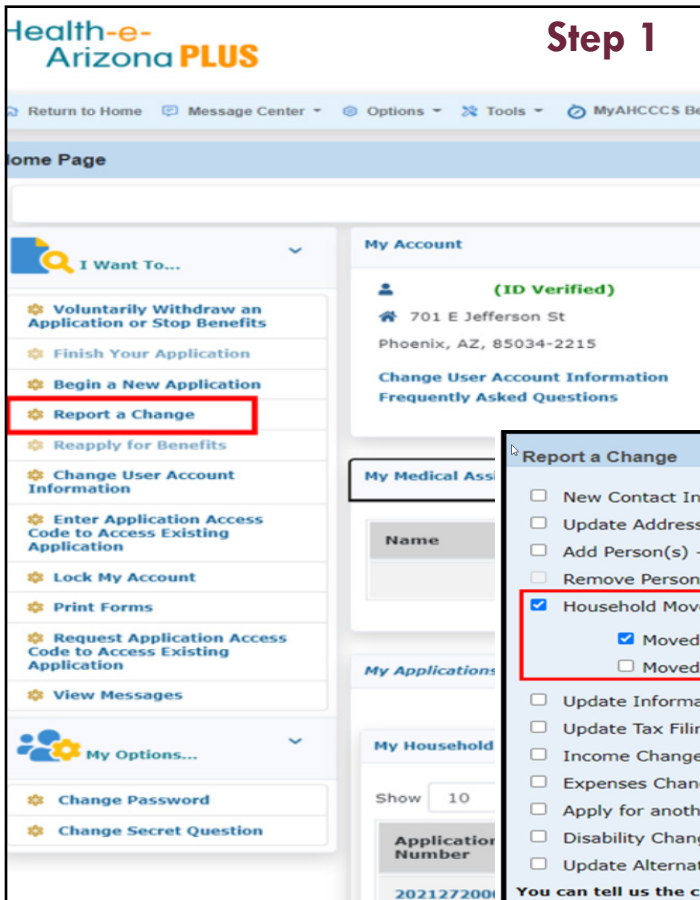 Health-e-
Arizona PLUS
Step 1
Return to Home Message Center Options Tools MyAHCCCS
Home Page
I Want To...
Voluntarily Withdraw an
Application or Stop Benefits
Finish Your Application
Begin a New Application
Report a Change
Reapply for Benefits
Change User Account
Information
Enter Application Access
Code to Access Existing
Application
Lock My Account
Print Forms
Request Application Access
Code to Access Existing
Application
View Messages
My Options...
Change Password
Change Secret Question
My Account
(ID Verified)
701 E Jefferson St
Phoenix, AZ, 85034-2215
Change User Account Information
Frequently Asked Questions
My Medical Ass
Name
My Applications
My Household
Show 10
Application
Number
202127200
Report a Change
New Contact In
Update Address
Add Person(s) -
Remove Person
Household Mov
Moved
Moved
Update Informa
Update Tax Filin
Income Change
Expenses Chan
Apply for anoth
Disability Chang
Update Alternat
You can tell us the c